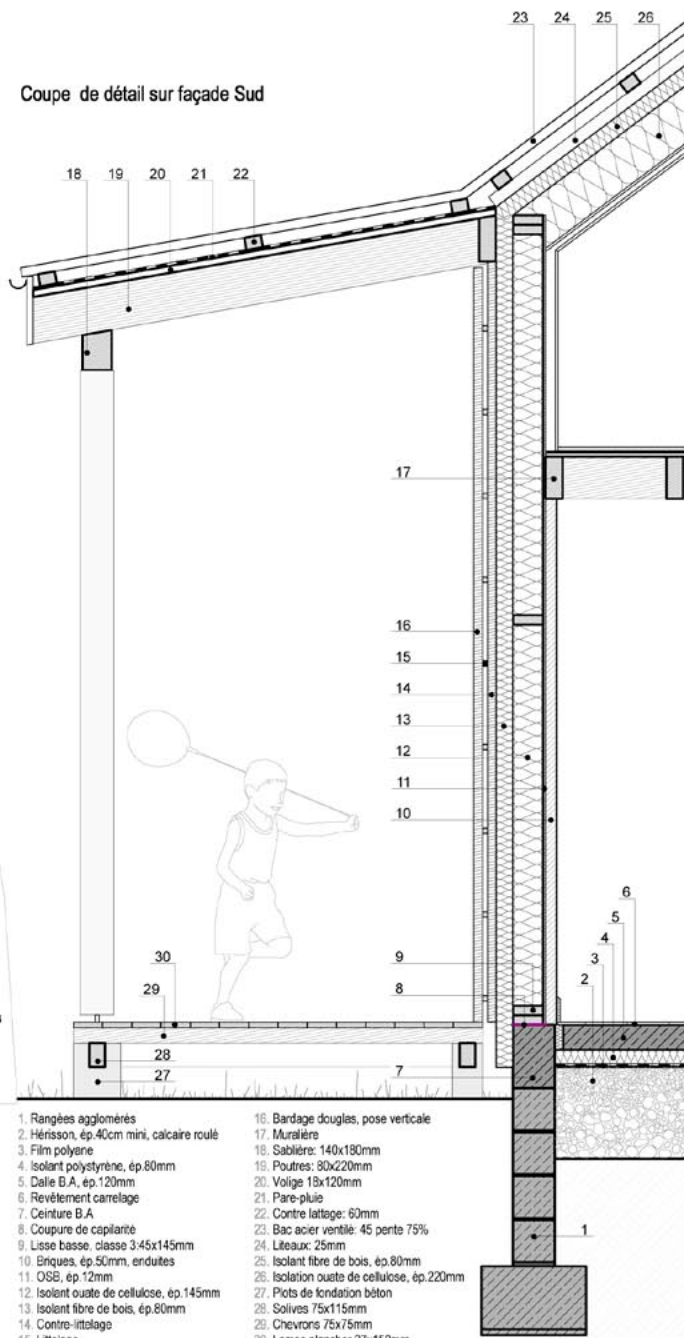 23 24 25 26
Coupe de détail sur façade Sud
18 19 20 21 22
17
16
15
14
13
12
11
10
6
5
4
3
2
9
8
30
29
28
27
7
1
1. Rangées agglomérés
2. Hérisson, ép.40cm mini, calcaire roulé
3. Film polyane
4. Isolant polystyrène, ép.80mm
5. Dalle B.A, ép.120mm
6. Revêtement carrelage
7. Ceinture B.A
8. Coupure de capilarité
9. Lisse basse, classe 3:45x145mm
10. Briques, ép.50mm, enduites
11. OSB, ép.12mm
12. Isolant ouate de cellulose, ép.145mm
13. Isolant fibre de bois, ép.80mm
14. Contre-littelage
15. Littelage
16. Bardage douglas, pose verticale
17. Muralière
18. Sablière: 140x180mm
19. Poutres: 80x220mm
20. Volige 18x120mm
21. Pare-pluie
22. Contre lattage: 60mm
23. Bac acier ventilé: 45 pente 75%
24. Liteaux: 25mm
25. Isolant fibre de bois, ép.80mm
26. Isolation ouate de cellulose, ép.220mm
27. Plots de fondation béton
28. Solives 75x115mm
29. Chevrons 75x75mm
30. Lames plancher